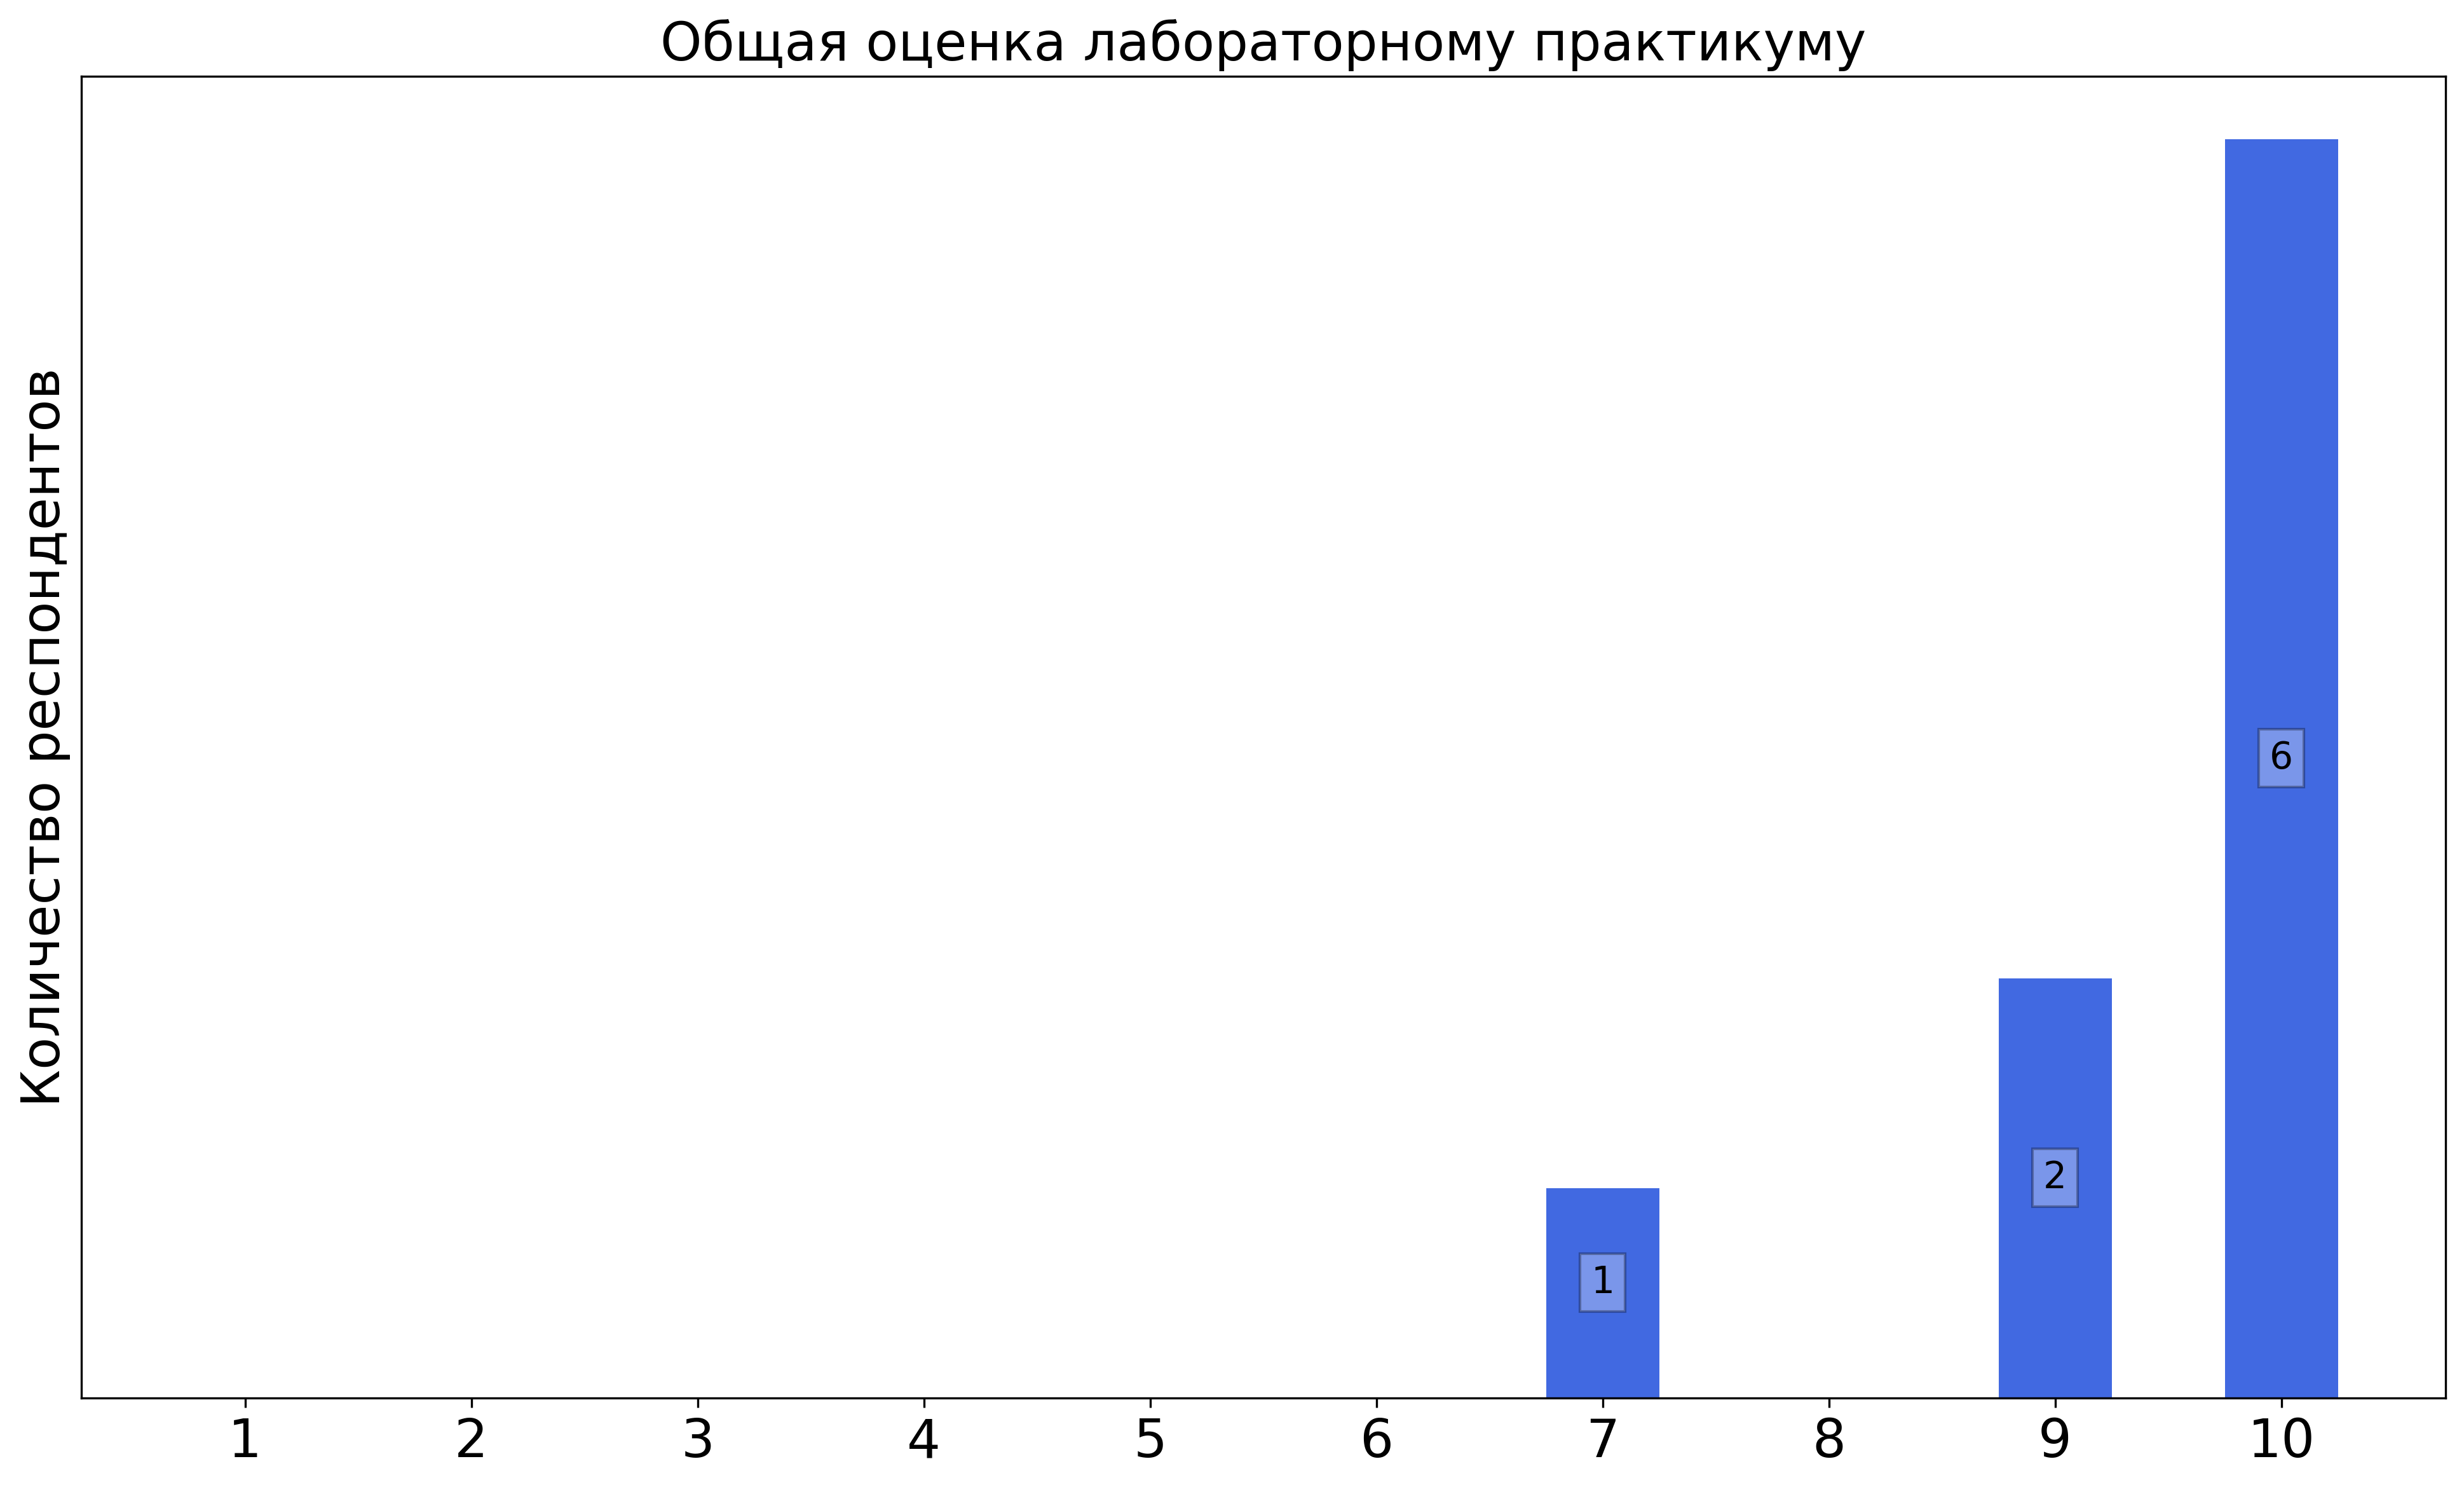 Общая оценка лабораторному практикуму
Количество респондентов
6
2
1
1 2 3 4 5 6 7 8 9 10